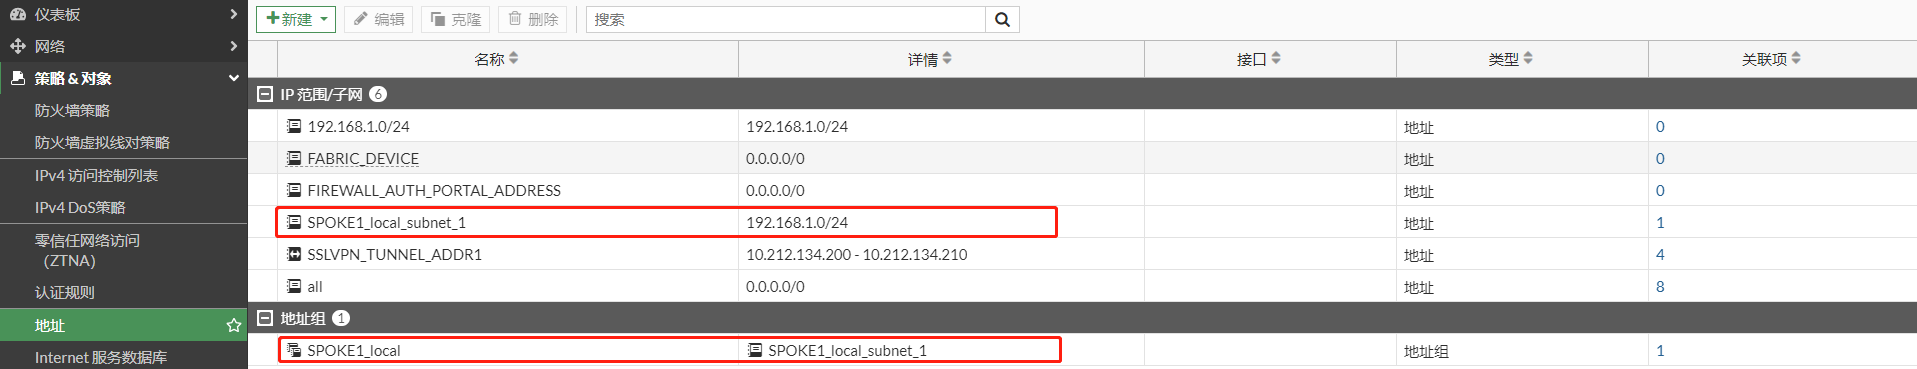 仪表板
网络
策略 & 对象
防火墙策略
防火墙虚拟线对策略
IPv4 访问控制列表
IPv4 DoS策略
零信任网络访问
（ZTNA）
认证规则
地址
Internet 服务数据库
新建 编辑 克隆 删除 搜索
名称 详情 接口 类型 关联项
IP 范围/子网 6
192.168.1.0/24 192.168.1.0/24 地址 0
FABRIC_DEVICE 0.0.0.0/0 地址 0
FIREWALL_AUTH_PORTAL_ADDRESS 0.0.0.0/0 地址 0
SPOKE1_local_subnet_1 192.168.1.0/24 地址 1
SSLVPN_TUNNEL_ADDR1 10.212.134.200 - 10.212.134.210 地址 4
all 0.0.0.0/0 地址 8
地址组 1
SPOKE1_local SPOKE1_local_subnet_1 地址组 1